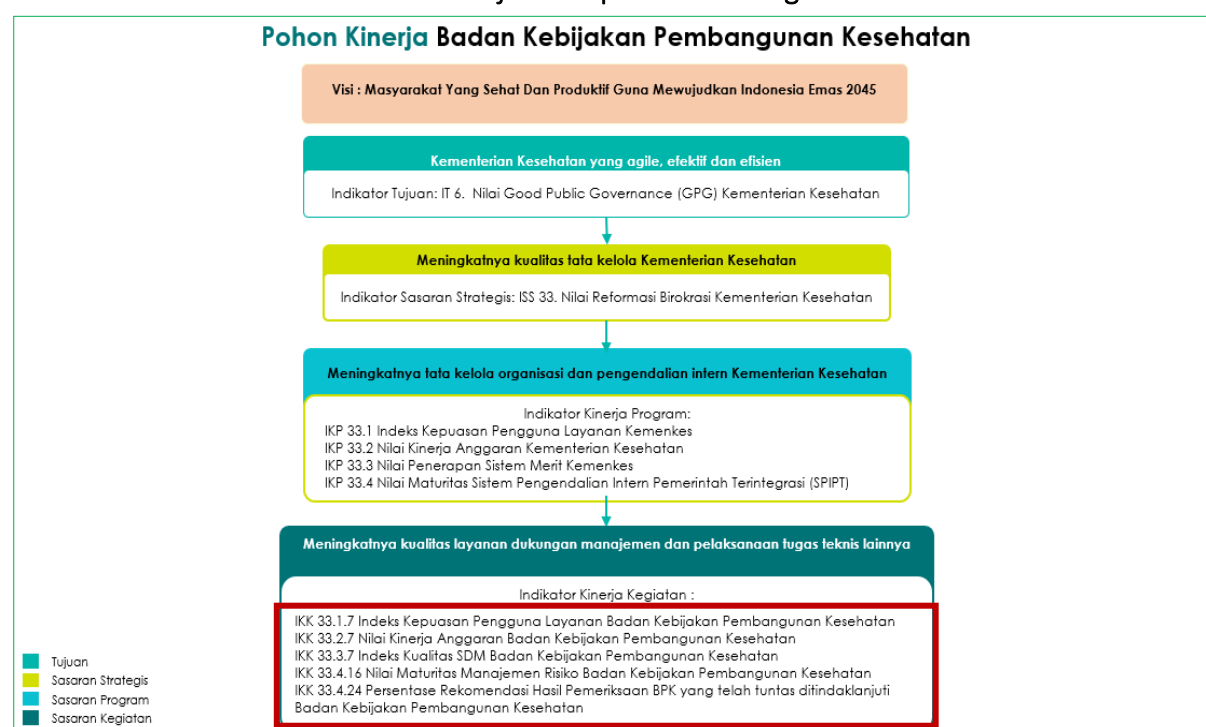 Pohon Kinerja Badan Kebijakan Pembangunan Kesehatan
Visi : Masyarakat Yang Sehat Dan Produktif Guna Mewujudkan Indonesia Emas 2045
Kementerian Kesehatan yang agile, efektif dan efisien
Indikator Tujuan: IT 6. Nilai Good Public Governance (GPG) Kementerian Kesehatan
Meningkatnya kualitas tata kelola Kementerian Kesehatan
Indikator Sasaran Strategis: ISS 33. Nilai Reformasi Birokrasi Kementerian Kesehatan
Meningkatnya tata kelola organisasi dan pengendalian intern Kementerian Kesehatan
Indikator Kinerja Program:
IKP 33.1 Indeks Kepuasan Pengguna Layanan Kemenkes
IKP 33.2 Nilai Kinerja Anggaran Kementerian Kesehatan
IKP 33.3 Nilai Penerapan Sistem Merit Kemenkes
IKP 33.4 Nilai Maturitas Sistem Pengendalian Intern Pemerintah Terintegrasi (SPIPT)
Meningkatnya kualitas layanan dukungan manajemen dan pelaksanaan tugas teknis lainnya
Indikator Kinerja Kegiatan :
IKK 33.1.7 Indeks Kepuasan Pengguna Layanan Badan Kebijakan Pembangunan Kesehatan
IKK 33.2.7 Nilai Kinerja Anggaran Badan Kebijakan Pembangunan Kesehatan
IKK 33.3.7 Indeks Kualitas SDM Badan Kebijakan Pembangunan Kesehatan
IKK 33.4.16 Nilai Maturitas Manajemen Risiko Badan Kebijakan Pembangunan Kesehatan
IKK 33.4.24 Persentase Rekomendasi Hasil Pemeriksaan BPK yang telah tuntas ditindaklanjuti
Badan Kebijakan Pembangunan Kesehatan
Tujuan
Sasaran Strategis
Sasaran Program
Sasaran Kegiatan